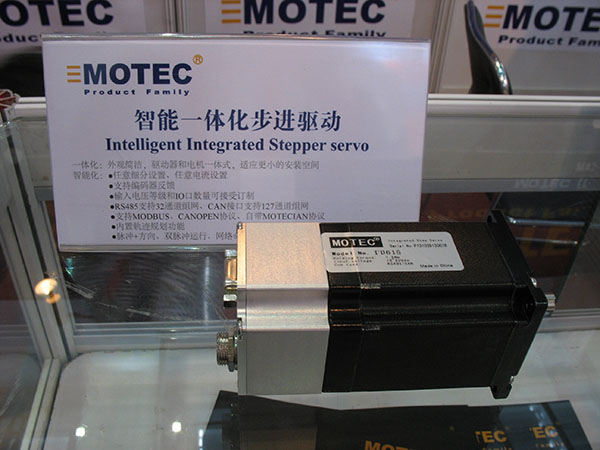 MOTEC
Product Family
MOTEC
Product Family
MOTEC®
Product Family
智能一体化步进驱动
Intelligent Integrated Stepper servo
一体化：外观简洁、驱动器和电机一体式，适应更小的安装空间
智能化：●任意细分设置、任意电流设置
●支持编码器反馈
●输入电压等级和IO口数量可接受订制
●RS485支持32通道组网、CAN接口支持127通道组网
●支持MODBUS、CANOPEN协议，自带MOTECIAN协议
●内置轨迹规划功能
●脉冲+方向、双脉冲运行、网络
MOTEC
MOTEC
Integrated Step Servo
Model No.
Made in China
MOTEC
MOTEC